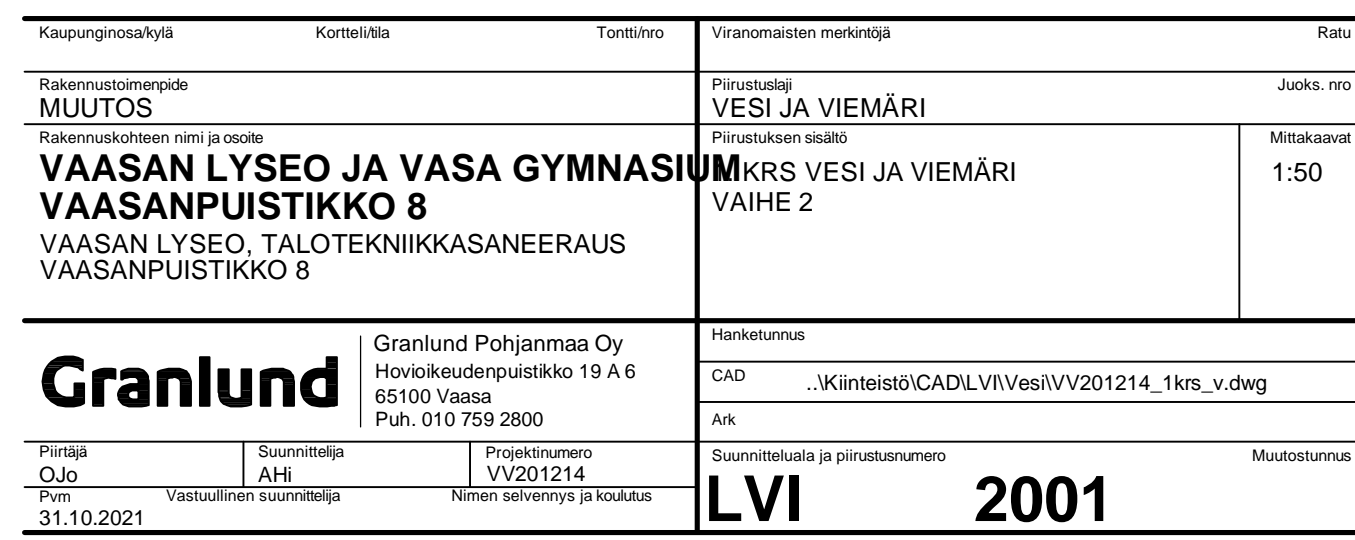 Kaupunginosa/kylä Kortteli/tila Tontti/nro
Viranomaisten merkintöjä Ratu
Rakennustoimenpide
MUUTOS
Piirustuslaji Juoks. nro
VESI JA VIEMÄRI
Rakennuskohteen nimi ja osoite
VAASAN LYSEO JA VASA GYMNASIUM
VAASANPUISTIKKO 8
VAASAN LYSEO, TALOTEKNIIKKASANEERAUS
VAASANPUISTIKKO 8
Piirustuksen sisältö
KRS VESI JA VIEMÄRI
VAIHE 2
Mittakaavat
1:50
Granlund
Granlund Pohjanmaa Oy
Hovioikeudenpuistikko 19 A 6
65100 Vaasa
Puh. 010 759 2800
Hanketunnus
CAD ..\Kiinteistö\CAD\LVI\Vesi\VV201214_1krs_v.dwg
Ark
Piirtäjä Suunnittelija Projektinumero
OJo AHi VV201214
Pvm Vastuullinen suunnittelija Nimen selvennys ja koulutus
31.10.2021
Suunnitteluala ja piirustusnumero Muutostunnus
LVI 2001